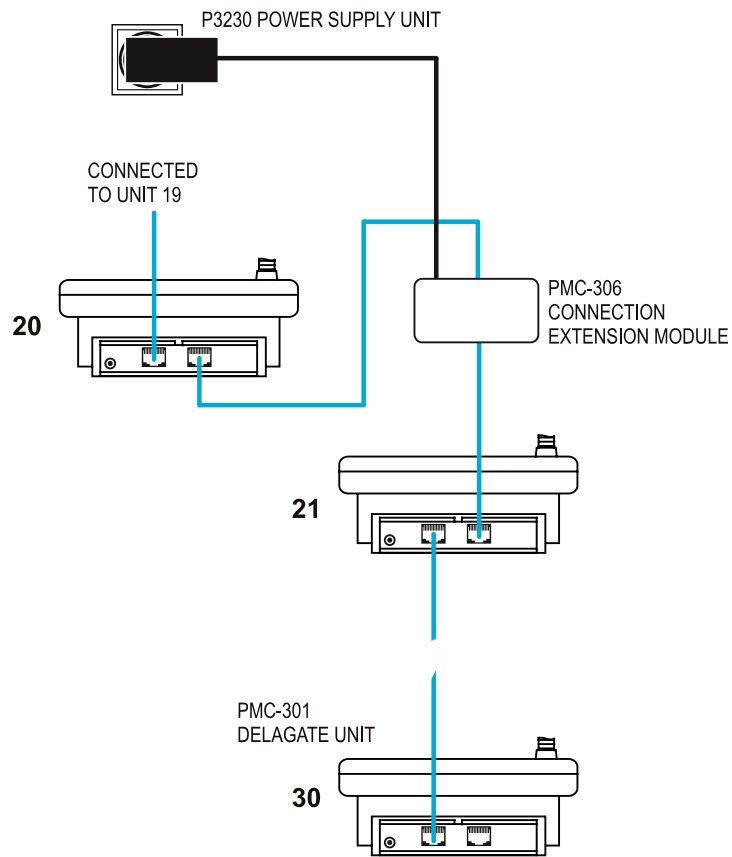 P3230 POWER SUPPLY UNIT
CONNECTED
TO UNIT 19
20
PMC-306
CONNECTION
EXTENSION MODULE
21
PMC-301
DELAGATE UNIT
30